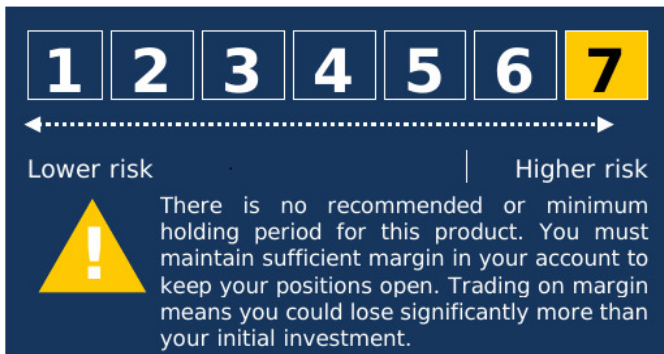 1 2 3 4 5 6 7
Lower risk Higher risk
!
There is no recommended or minimum
holding period for this product. You must
maintain sufficient margin in your account to
keep your positions open. Trading on margin
means you could lose significantly more than
your initial investment.